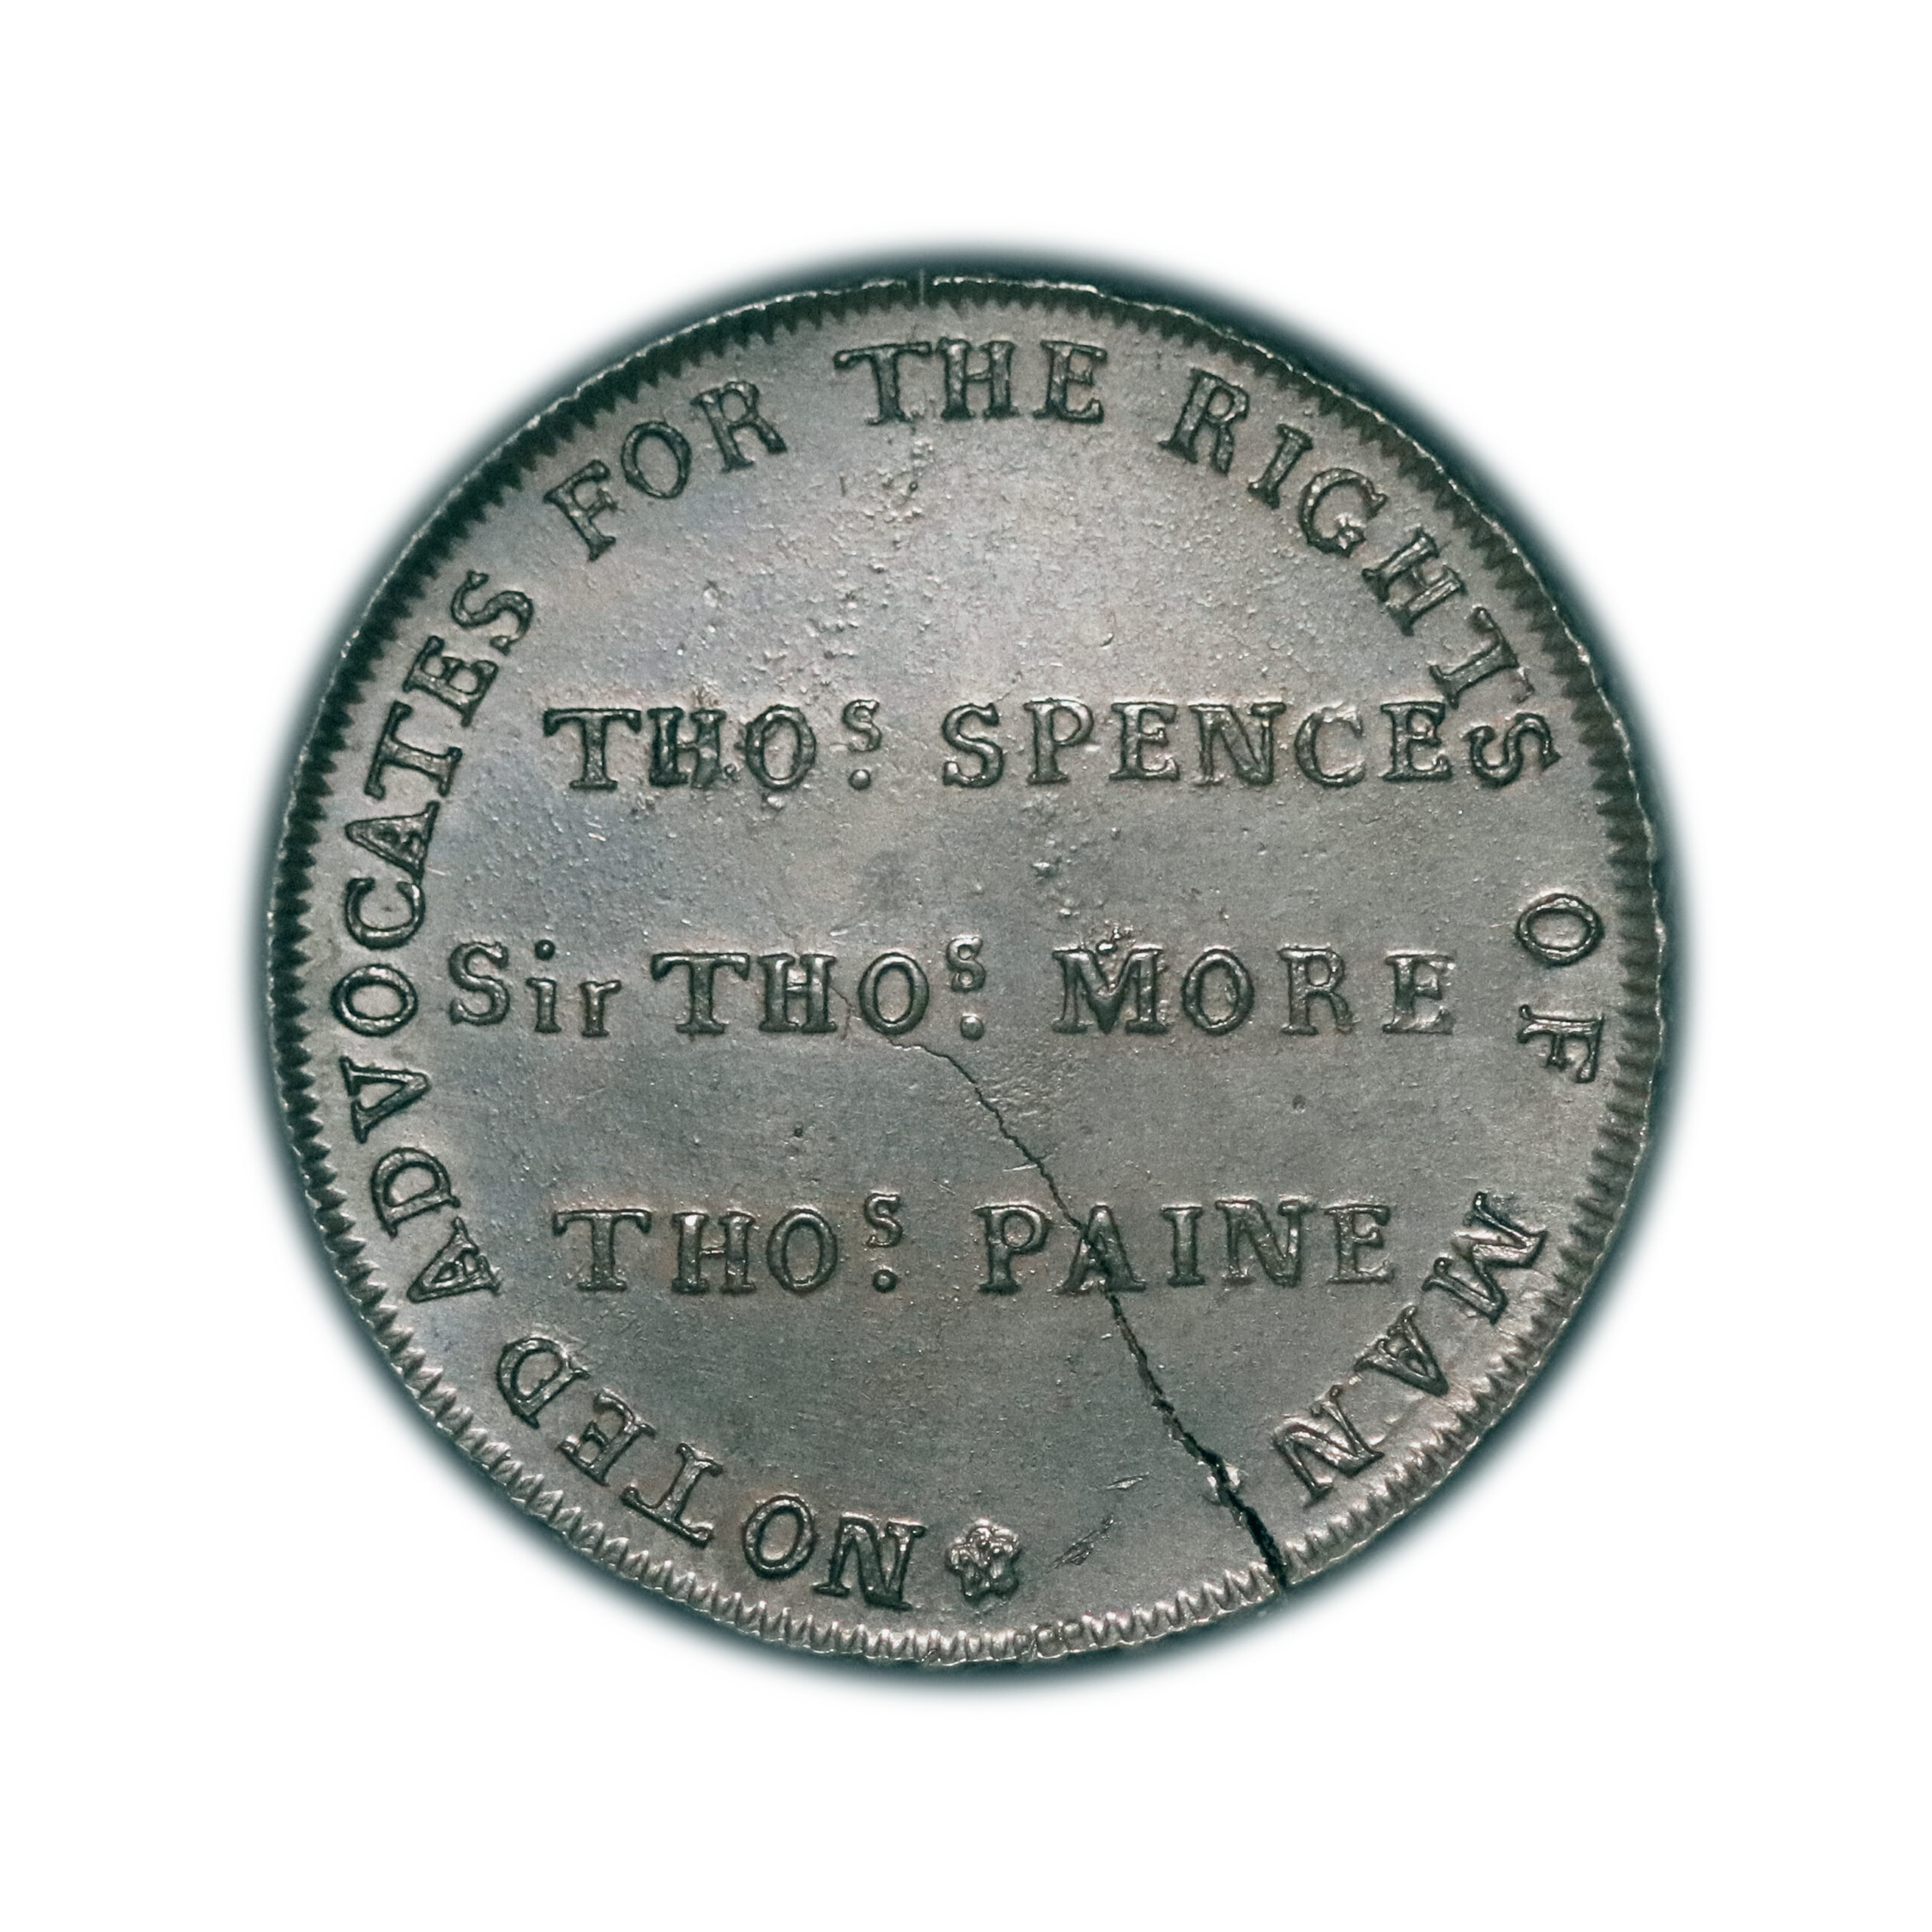 NOTED ADVOCATES FOR THE RIGHTS OF MAN
THOˢ. SPENCE
Sir THOˢ. MORE
THOˢ. PAINE